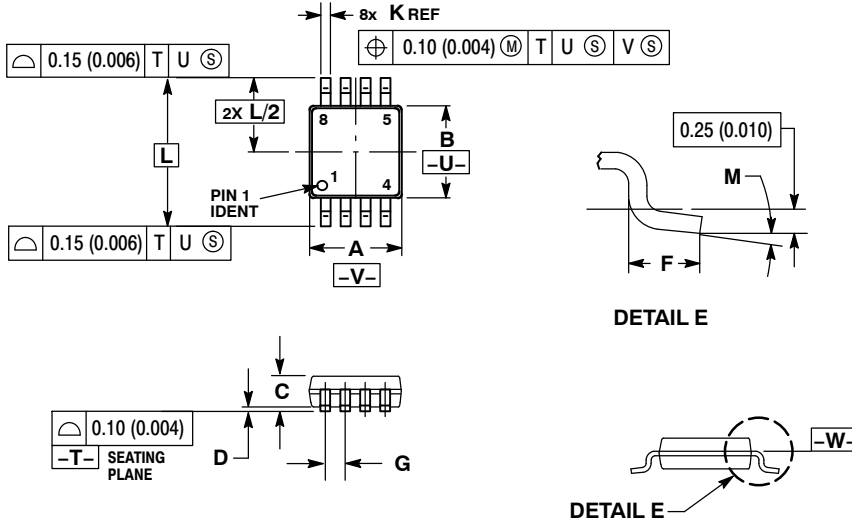 8x K REF
0.10 (0.004) Ⓜ T U Ⓢ V Ⓢ
⌓ 0.15 (0.006) T U Ⓢ
2X L/2
8 5
B
–U–
L
PIN 1
IDENT
1
4
⌓ 0.15 (0.006) T U Ⓢ
A
–V–
0.25 (0.010)
M
F
DETAIL E
C
⌓ 0.10 (0.004)
–T– SEATING
PLANE
D
G
–W–
DETAIL E